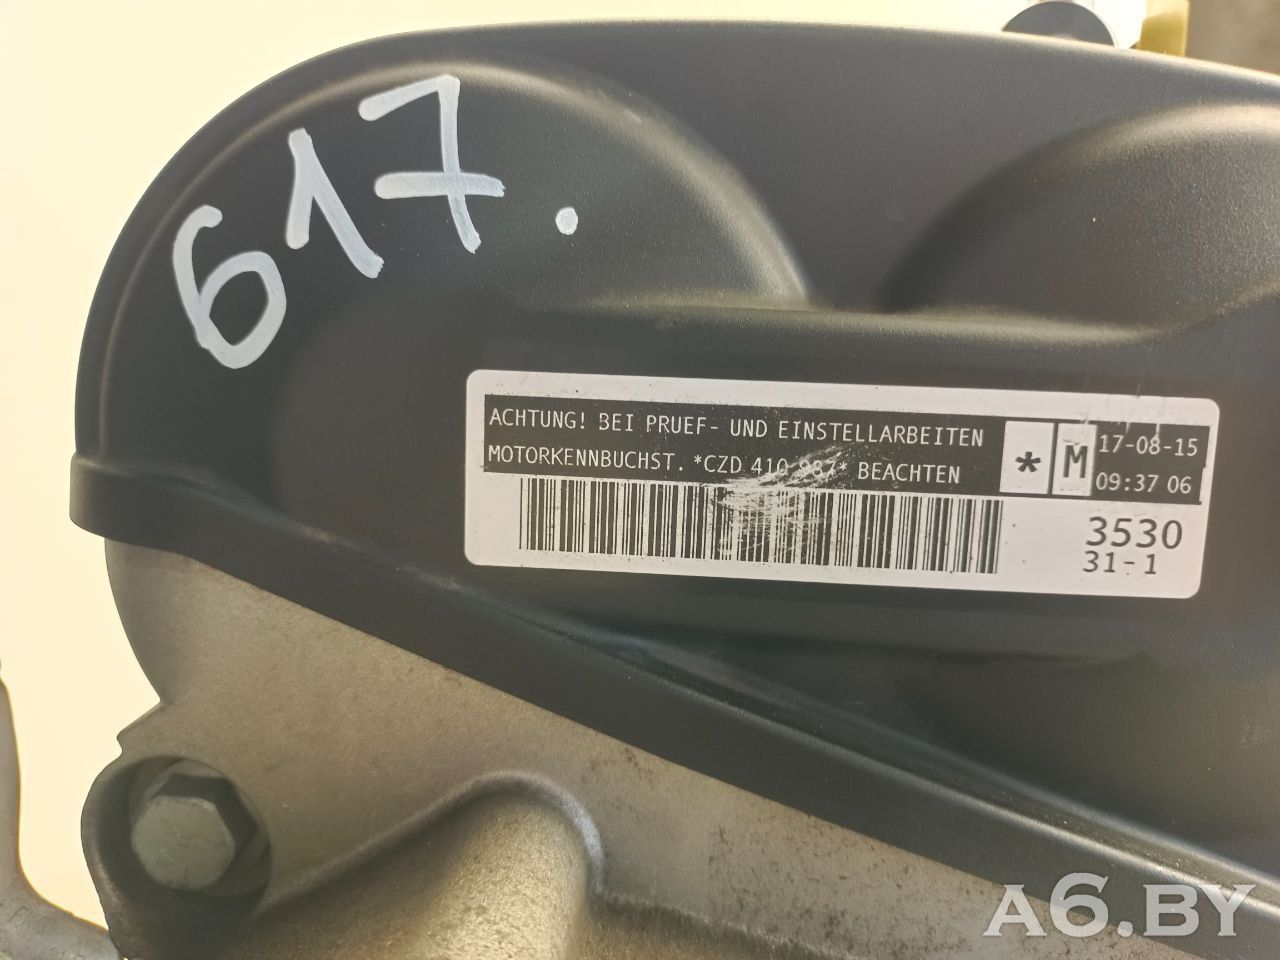 617.
ACHTUNG! BEI PRUEF- UND EINSTELLARBEITEN
MOTORKENNBUCHST. *CZD 410 987* BEACHTEN
* M
17-08-15
09:37 06
3530
31-1
A6.BY